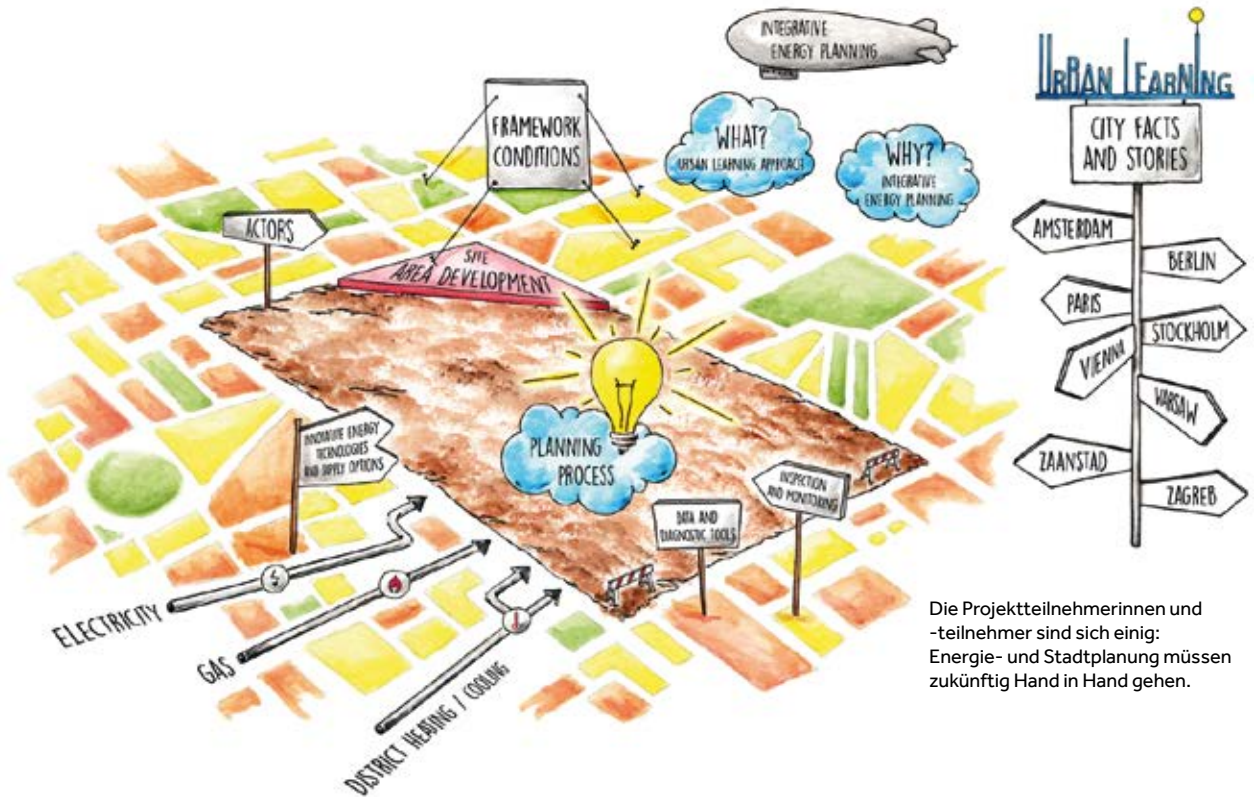 INTEGRATIVE
ENERGY PLANNING
URBAN LEARNING
CITY FACTS
AND STORIES
FRAMEWORK
CONDITIONS
WHAT?
URBAN LEARNING APPROACH
WHY?
INTEGRATIVE
ENERGY PLANNING
ACTORS
SITE
AREA DEVELOPMENT
AMSTERDAM
BERLIN
PARIS
STOCKHOLM
VIENNA
WARSAW
ZAANSTAD
ZAGREB
INNOVATIVE ENERGY
TECHNOLOGIES
AND SUPPLY OPTIONS
PLANNING
PROCESS
INSPECTION
AND MONITORING
DATA AND
DIAGNOSTIC TOOLS
ELECTRICITY
GAS
DISTRICT HEATING / COOLING
Die Projektteilnehmerinnen und
-teilnehmer sind sich einig:
Energie- und Stadtplanung müssen
zukünftig Hand in Hand gehen.